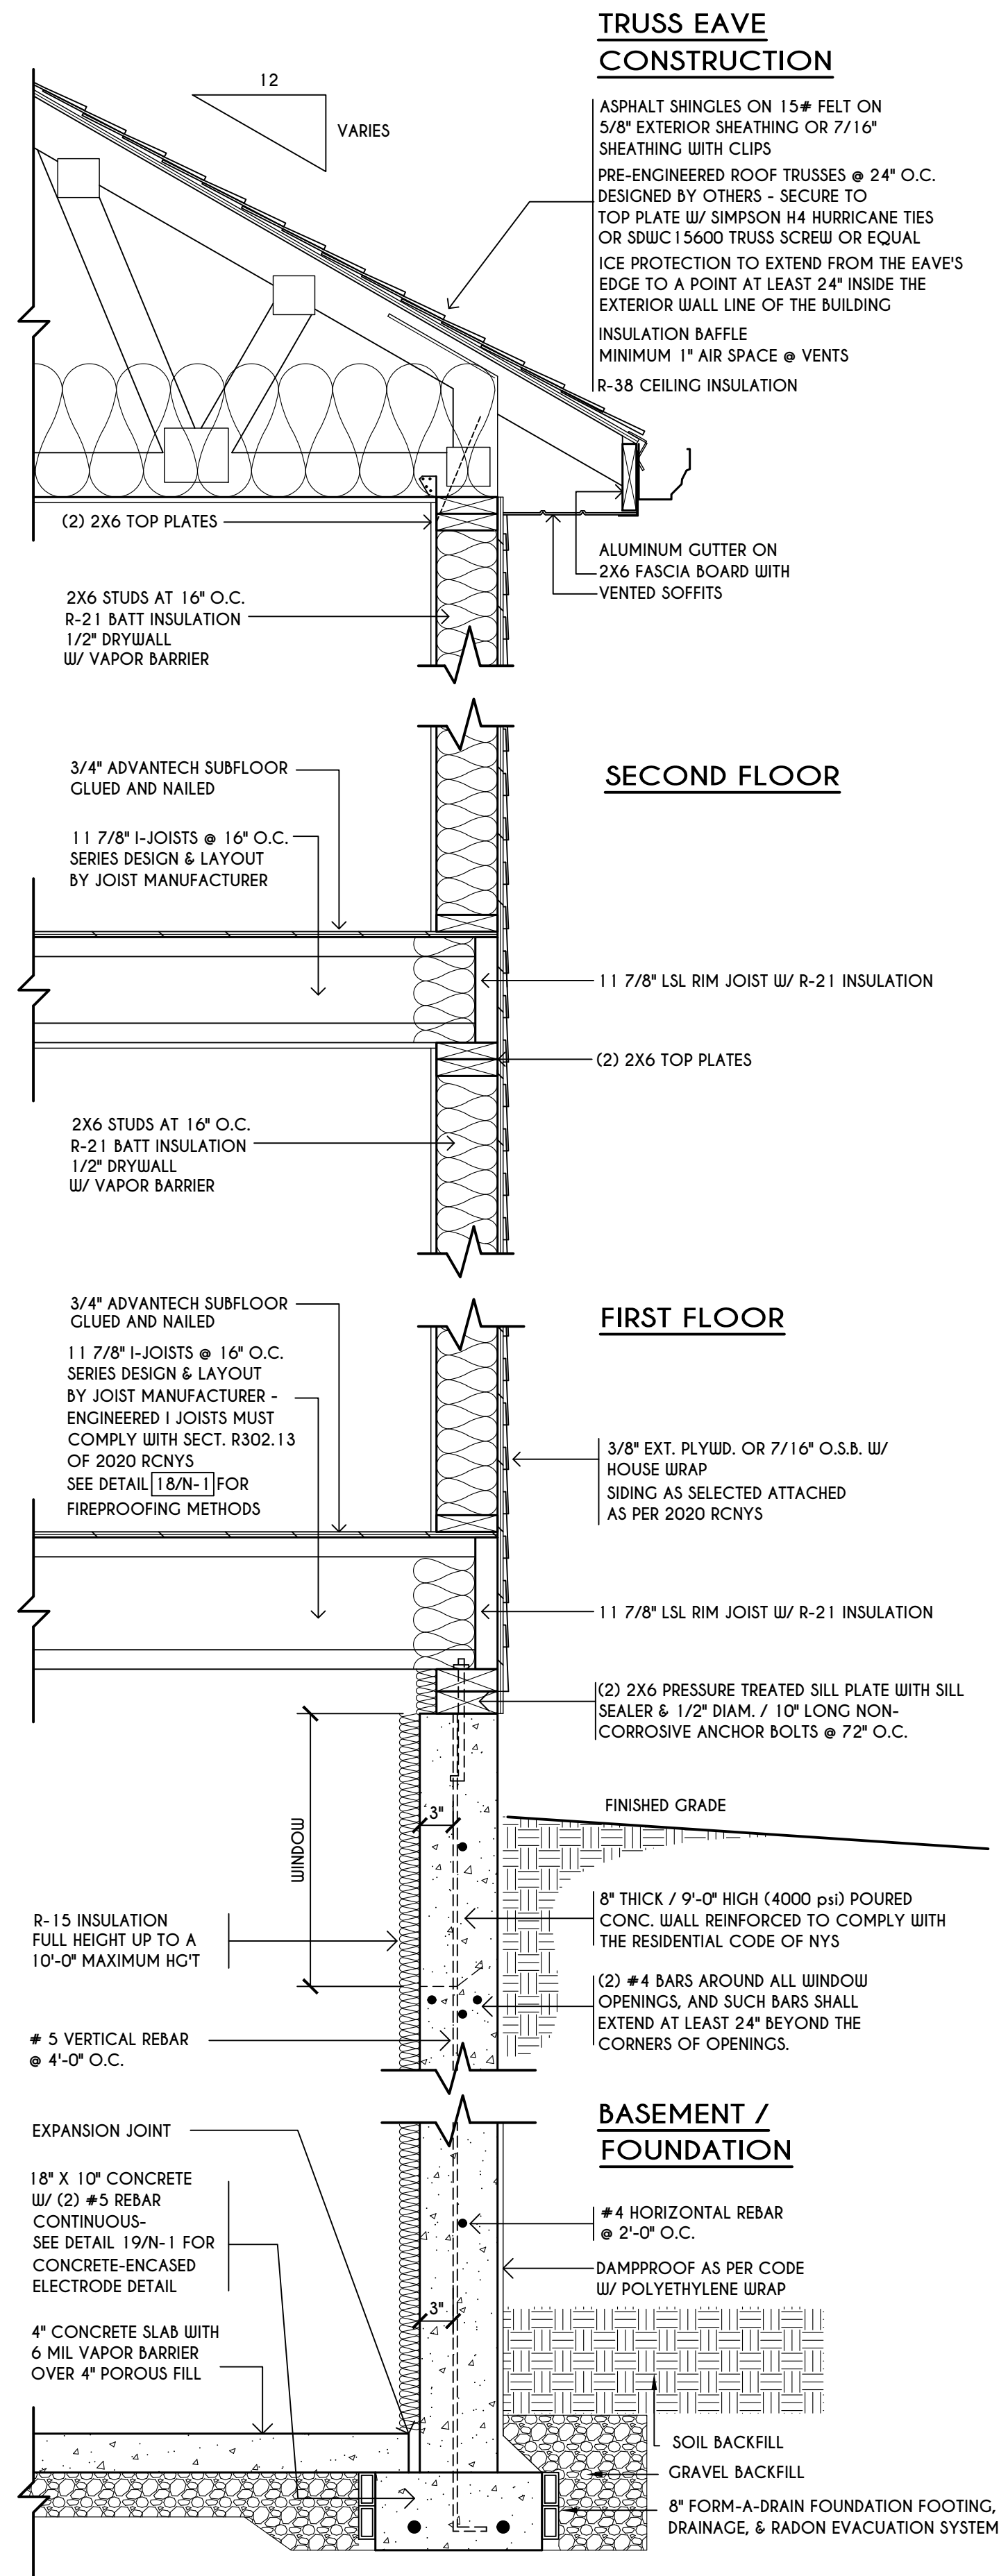 TRUSS EAVE
CONSTRUCTION
12
VARIES
ASPHALT SHINGLES ON 15# FELT ON
5/8" EXTERIOR SHEATHING OR 7/16"
SHEATHING WITH CLIPS
PRE-ENGINEERED ROOF TRUSSES @ 24" O.C.
DESIGNED BY OTHERS - SECURE TO
TOP PLATE W/ SIMPSON H4 HURRICANE TIES
OR SDWC15600 TRUSS SCREW OR EQUAL
ICE PROTECTION TO EXTEND FROM THE EAVE'S
EDGE TO A POINT AT LEAST 24" INSIDE THE
EXTERIOR WALL LINE OF THE BUILDING
INSULATION BAFFLE
MINIMUM 1" AIR SPACE @ VENTS
R-38 CEILING INSULATION
(2) 2X6 TOP PLATES
ALUMINUM GUTTER ON
2X6 FASCIA BOARD WITH
VENTED SOFFITS
2X6 STUDS AT 16" O.C.
R-21 BATT INSULATION
1/2" DRYWALL
W/ VAPOR BARRIER
SECOND FLOOR
3/4" ADVANTECH SUBFLOOR
GLUED AND NAILED
11 7/8" I-JOISTS @ 16" O.C.
SERIES DESIGN & LAYOUT
BY JOIST MANUFACTURER
11 7/8" LSL RIM JOIST W/ R-21 INSULATION
(2) 2X6 TOP PLATES
2X6 STUDS AT 16" O.C.
R-21 BATT INSULATION
1/2" DRYWALL
W/ VAPOR BARRIER
FIRST FLOOR
3/4" ADVANTECH SUBFLOOR
GLUED AND NAILED
11 7/8" I-JOISTS @ 16" O.C.
SERIES DESIGN & LAYOUT
BY JOIST MANUFACTURER -
ENGINEERED I JOISTS MUST
COMPLY WITH SECT. R302.13
OF 2020 RCNYS
SEE DETAIL 18/N-1 FOR
FIREPROOFING METHODS
3/8" EXT. PLYWD. OR 7/16" O.S.B. W/
HOUSE WRAP
SIDING AS SELECTED ATTACHED
AS PER 2020 RCNYS
11 7/8" LSL RIM JOIST W/ R-21 INSULATION
(2) 2X6 PRESSURE TREATED SILL PLATE WITH SILL
SEALER & 1/2" DIAM. / 10" LONG NON-
CORROSIVE ANCHOR BOLTS @ 72" O.C.
FINISHED GRADE
3"
WINDOW
8" THICK / 9'-0" HIGH (4000 psi) POURED
CONC. WALL REINFORCED TO COMPLY WITH
THE RESIDENTIAL CODE OF NYS
R-15 INSULATION
FULL HEIGHT UP TO A
10'-0" MAXIMUM HG'T
(2) #4 BARS AROUND ALL WINDOW
OPENINGS, AND SUCH BARS SHALL
EXTEND AT LEAST 24" BEYOND THE
CORNERS OF OPENINGS.
# 5 VERTICAL REBAR
@ 4'-0" O.C.
BASEMENT /
FOUNDATION
EXPANSION JOINT
18" X 10" CONCRETE
W/ (2) #5 REBAR
CONTINUOUS-
SEE DETAIL 19/N-1 FOR
CONCRETE-ENCASED
ELECTRODE DETAIL
#4 HORIZONTAL REBAR
@ 2'-0" O.C.
DAMPPROOF AS PER CODE
W/ POLYETHYLENE WRAP
3"
4" CONCRETE SLAB WITH
6 MIL VAPOR BARRIER
OVER 4" POROUS FILL
SOIL BACKFILL
GRAVEL BACKFILL
8" FORM-A-DRAIN FOUNDATION FOOTING,
DRAINAGE, & RADON EVACUATION SYSTEM